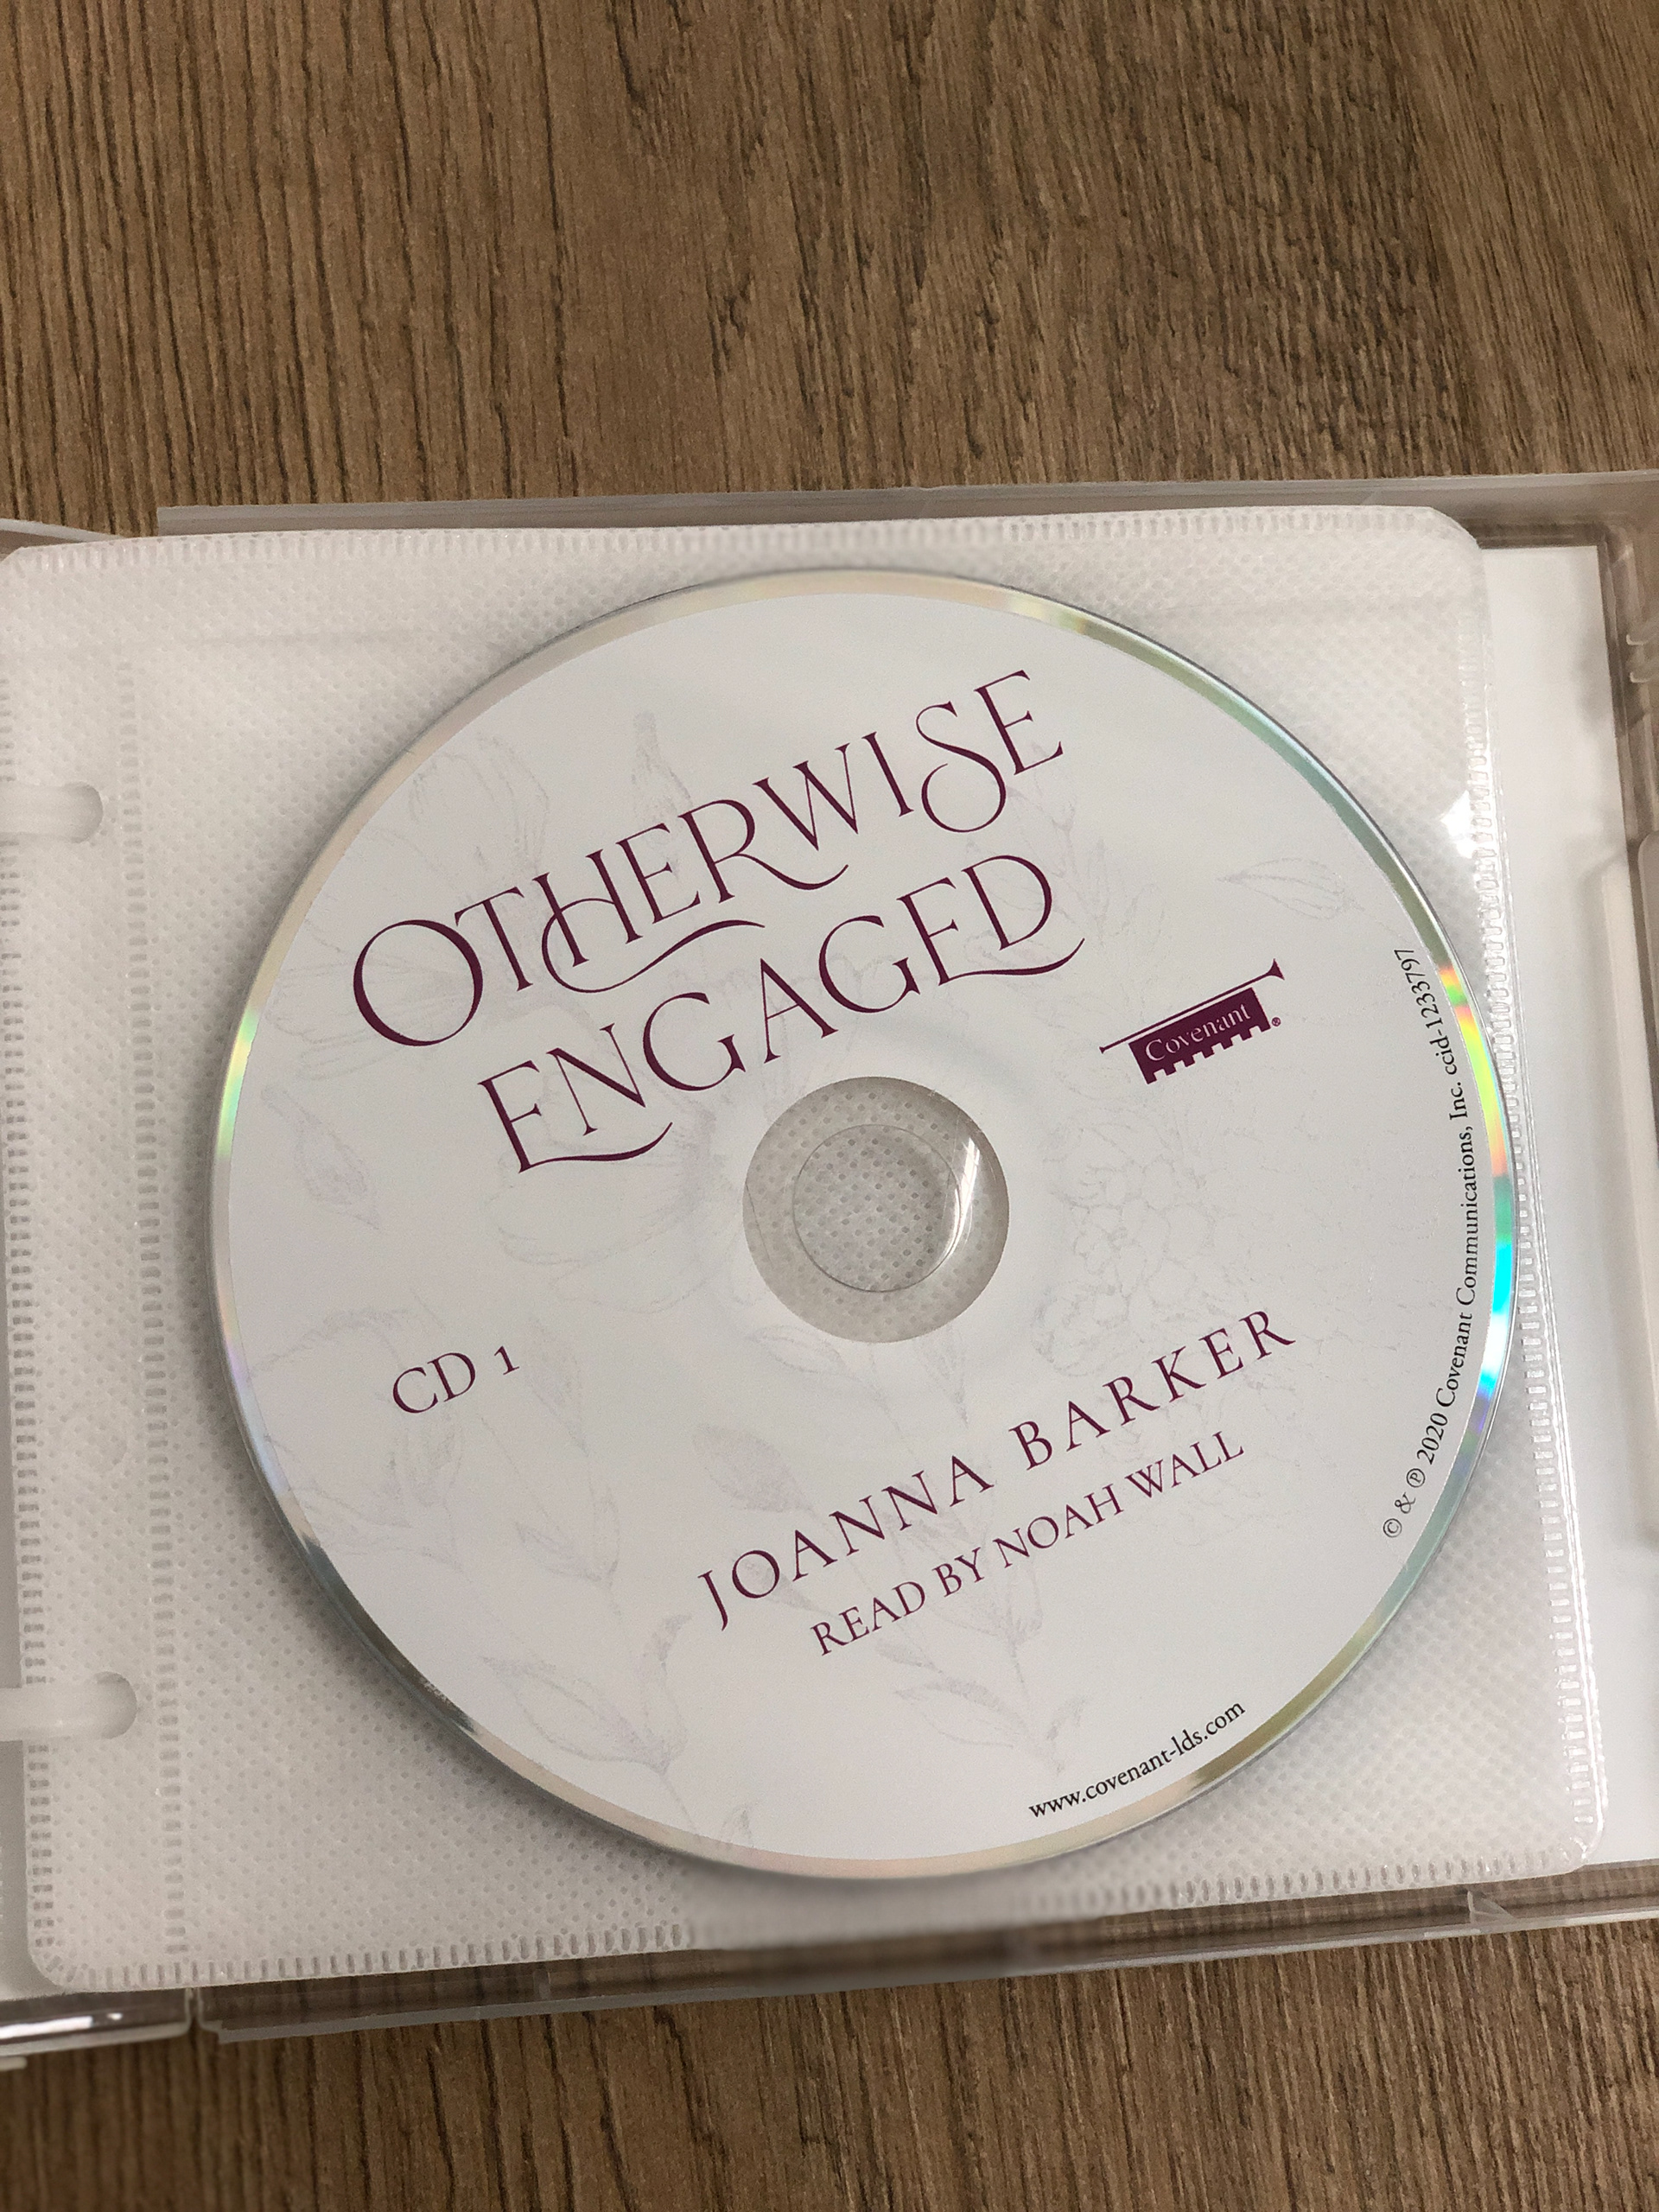 OTHERWISE
ENGAGED
Covenant®
CD 1
JOANNA BARKER
READ BY NOAH WALL
© & ℗ 2020 Covenant Communications, Inc. ccid-1233797
www.covenant-lds.com